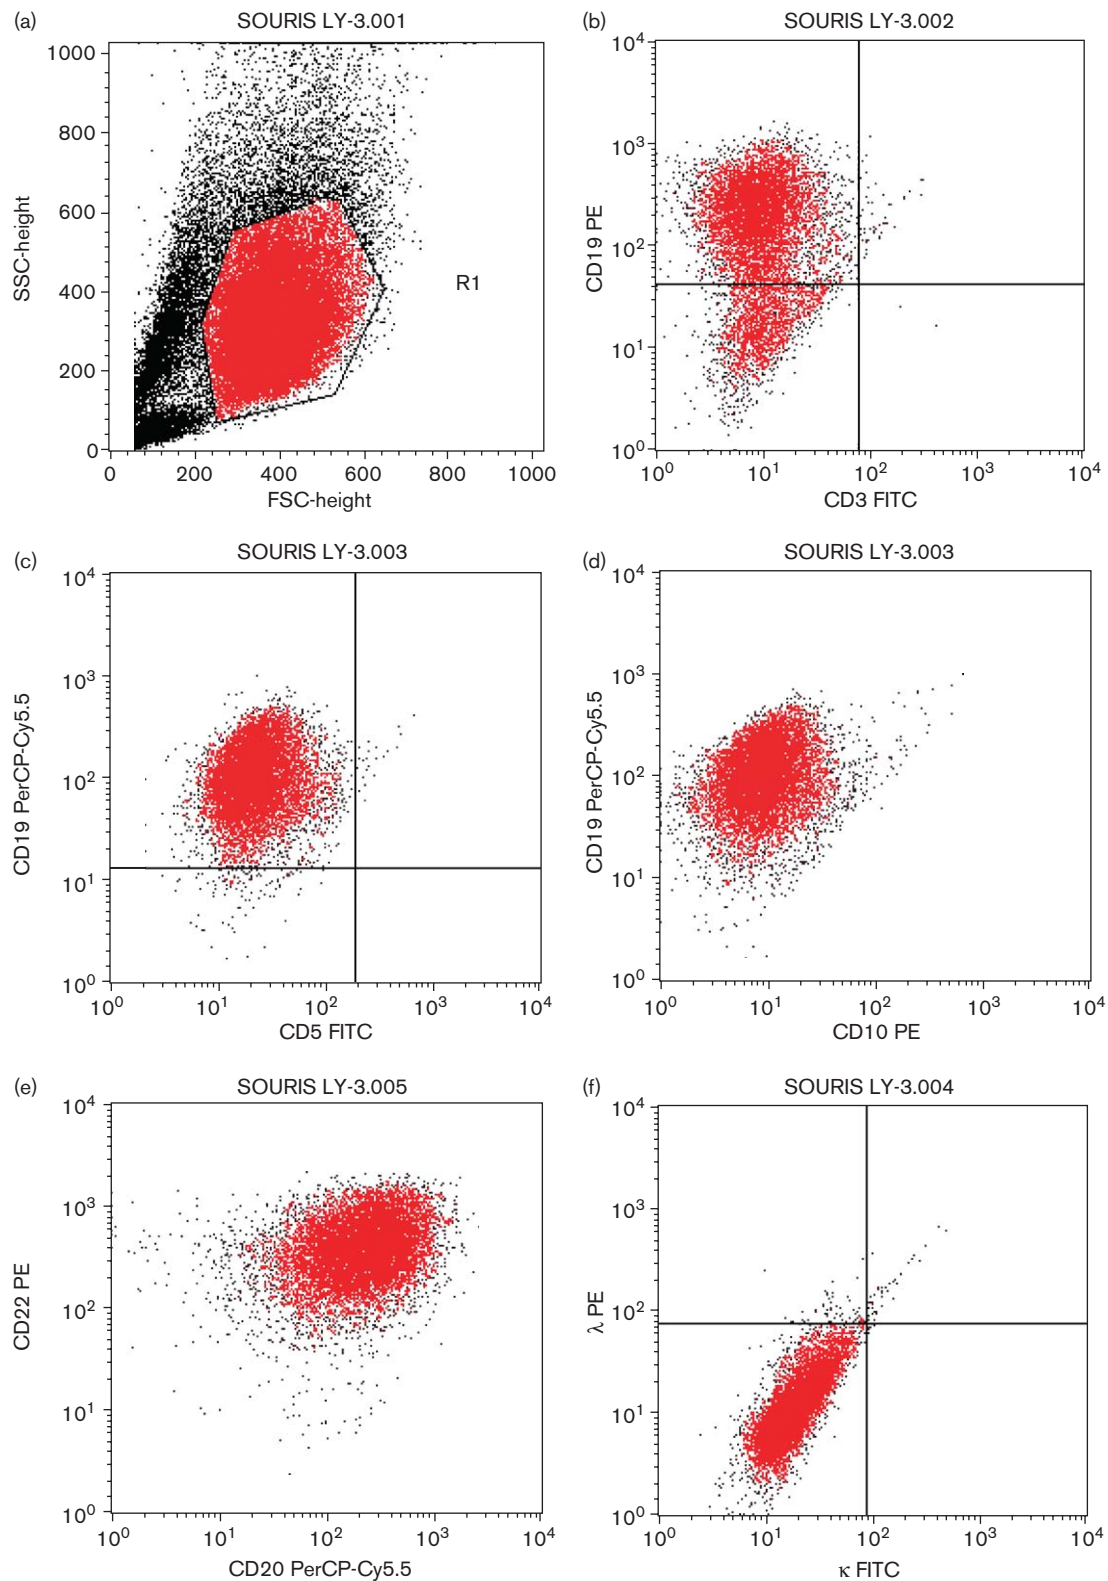 (a)
SOURIS LY-3.001
1000
800
600
400
200
0
SSC-height
R1
0 200 400 600 800 1000
FSC-height
(b)
SOURIS LY-3.002
10⁴
10³
10²
10¹
10⁰
CD19 PE
10⁰ 10¹ 10² 10³ 10⁴
CD3 FITC
(c)
SOURIS LY-3.003
10⁴
10³
10²
10¹
10⁰
CD19 PerCP-Cy5.5
10⁰ 10¹ 10² 10³ 10⁴
CD5 FITC
(d)
SOURIS LY-3.003
10⁴
10³
10²
10¹
10⁰
CD19 PerCP-Cy5.5
10⁰ 10¹ 10² 10³ 10⁴
CD10 PE
(e)
SOURIS LY-3.005
10⁴
10³
10²
10¹
10⁰
CD22 PE
10⁰ 10¹ 10² 10³ 10⁴
CD20 PerCP-Cy5.5
(f)
SOURIS LY-3.004
10⁴
10³
10²
10¹
10⁰
λ PE
10⁰ 10¹ 10² 10³ 10⁴
κ FITC